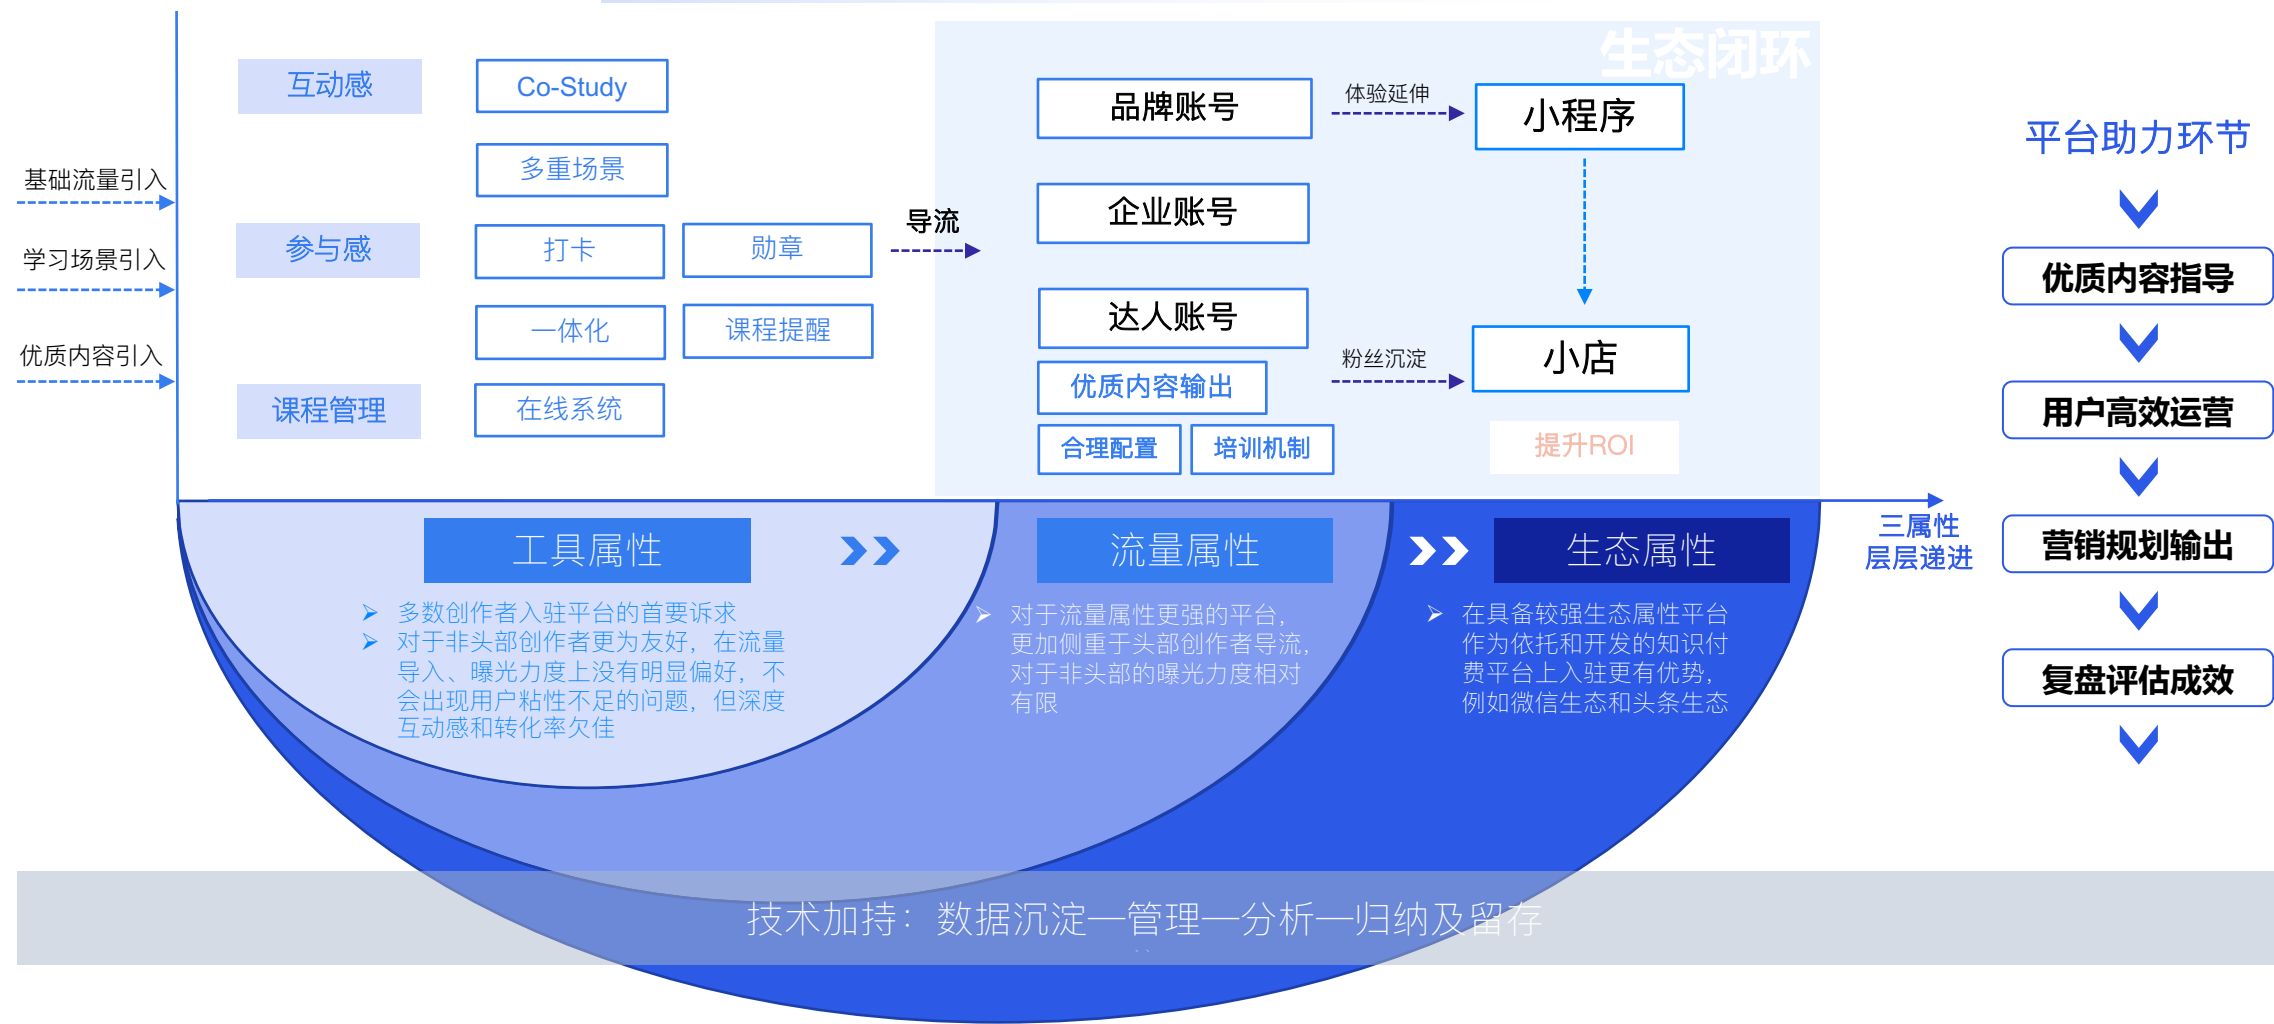 生态闭环
互动感
Co-Study
多重场景
基础流量引入
学习场景引入
优质内容引入
参与感
打卡
勋章
一体化
课程提醒
课程管理
在线系统
导流
品牌账号
体验延伸
小程序
企业账号
达人账号
优质内容输出
合理配置
培训机制
粉丝沉淀
小店
提升ROI
平台助力环节
优质内容指导
用户高效运营
营销规划输出
复盘评估成效
三属性
层层递进
工具属性
多数创作者入驻平台的首要诉求
对于非头部创作者更为友好，在流量
导入、曝光力度上没有明显偏好，不
会出现用户粘性不足的问题，但深度
互动感和转化率欠佳
流量属性
对于流量属性更强的平台，
更加侧重于头部创作者导流，
对于非头部的曝光力度相对
有限
生态属性
在具备较强生态属性平台
作为依托和开发的知识付
费平台上入驻更有优势，
例如微信生态和头条生态
技术加持：数据沉淀—管理—分析—归纳及留存